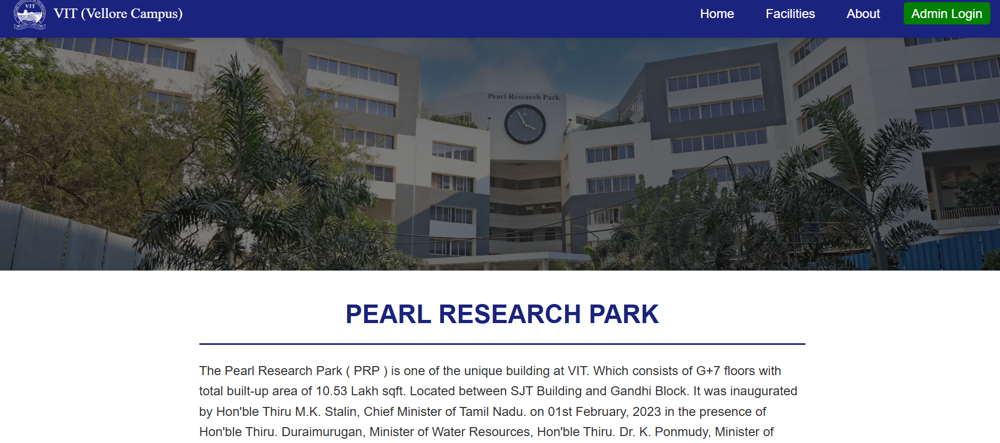 VIT
VIT (Vellore Campus)
Home
Facilities
About
Admin Login
Pearl Research Park
PEARL RESEARCH PARK
The Pearl Research Park ( PRP ) is one of the unique building at VIT. Which consists of G+7 floors with
total built-up area of 10.53 Lakh sqft. Located between SJT Building and Gandhi Block. It was inaugurated
by Hon'ble Thiru M.K. Stalin, Chief Minister of Tamil Nadu. on 01st February, 2023 in the presence of
Hon'ble Thiru. Duraimurugan, Minister of Water Resources, Hon'ble Thiru. Dr. K. Ponmudy, Minister of